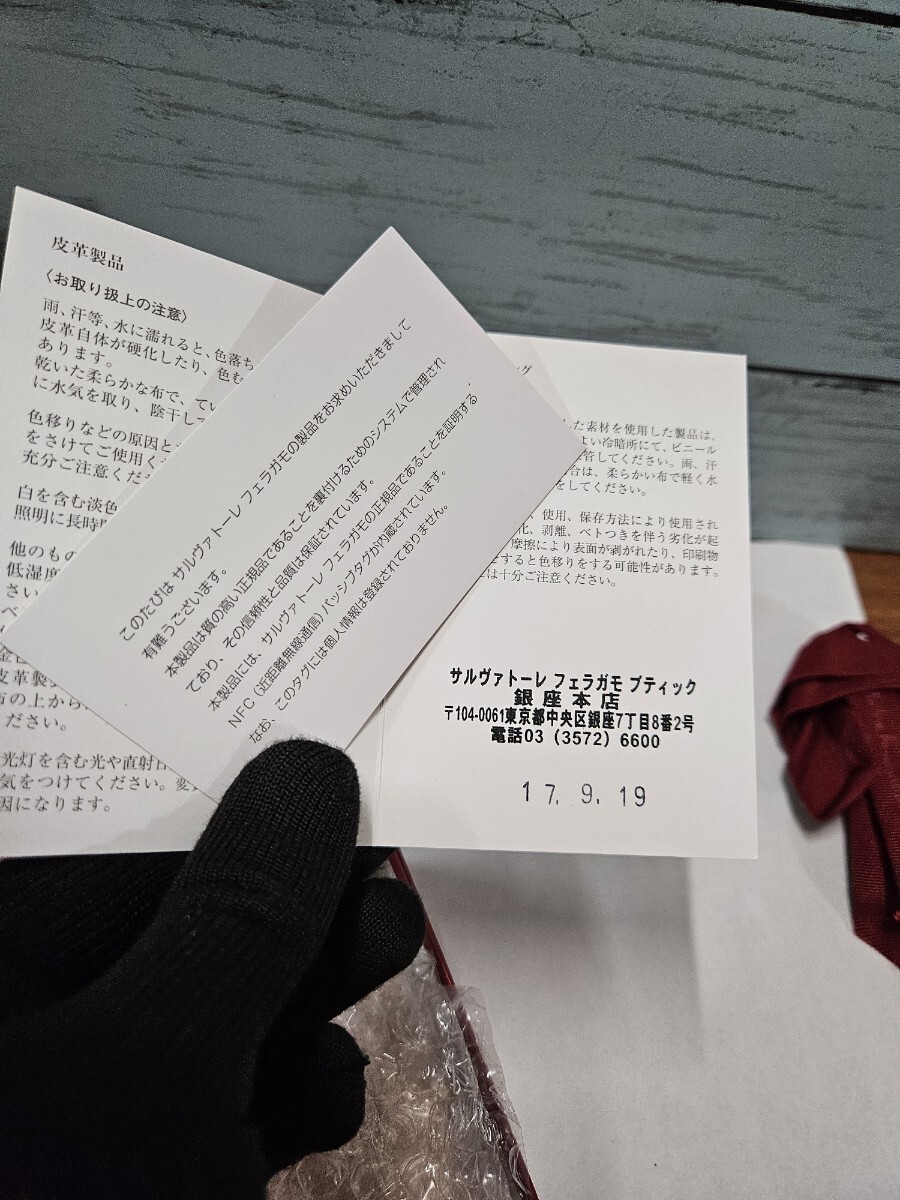 皮革製品
〈お取り扱上の注意〉
雨、汗等、水に濡れると、色落ち
皮革自体が硬化したり、色む
あります。
乾いた柔らかな布で、てい
に水気を取り、陰干して
色移りなどの原因と
をさけてご使用く
充分ご注意くだ
白を含む淡色
照明に長時
他のもの
低湿度
さい
皮革製
布の上から
ださい。
光灯を含む光や直射日
気をつけてください。変
因になります。
このたびは サルヴァトーレ フェラガモの製品をお求めいただきまして
有難うございます。
本製品は質の高い正規品であることを裏付けるためのシステムで管理され
ており、その信頼性と品質は保証されています。
本製品には、サルヴァトーレ フェラガモの正規品であることを証明する、
NFC（近距離無線通信）パッシブタグが内蔵されています。
なお、このタグには個人情報は登録されておりません。
した素材を使用した製品は、
よい冷暗所にて、ビニール
管してください。雨、汗
合は、柔らかい布で軽く水
をしてください。
、使用、保存方法により使用され
化、剥離、ベトつきを伴う劣化が起
摩擦により表面が剥がれたり、印刷物
をすると色移りをする可能性があります。
は十分ご注意ください。
サルヴァトーレ フェラガモ ブティック
銀座本店
〒104-0061東京都中央区銀座7丁目8番2号
電話03（3572）6600
17. 9. 19